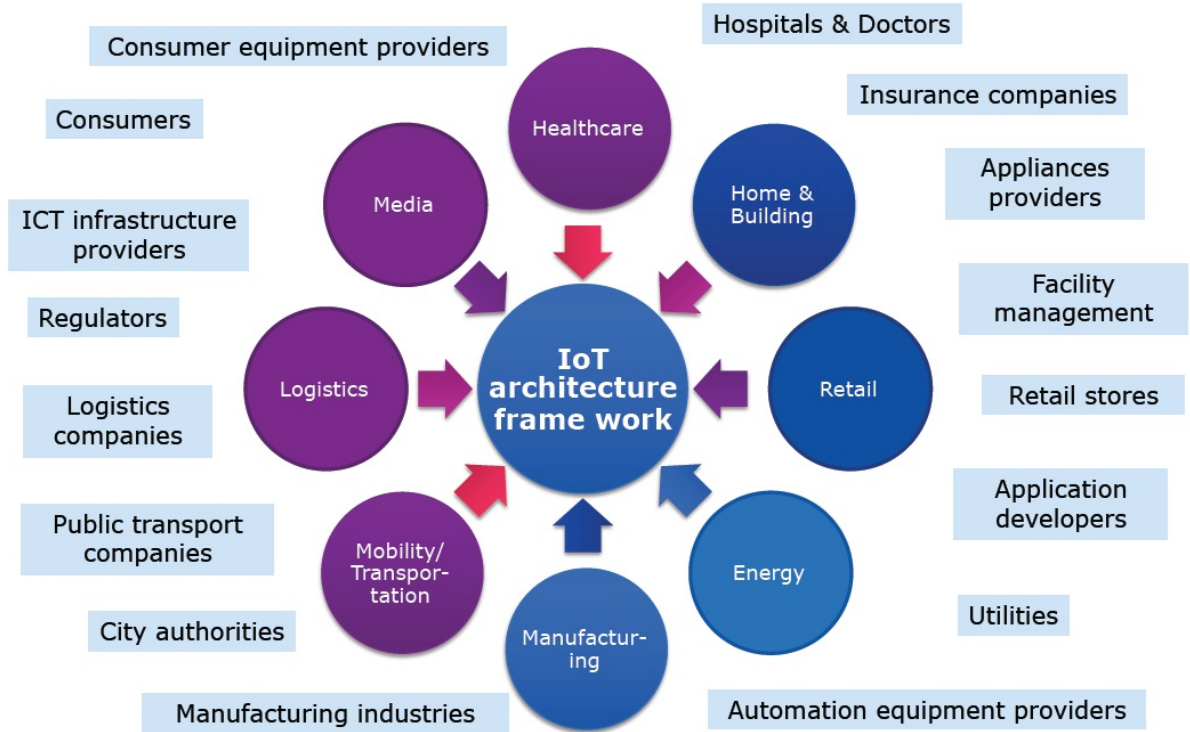 Hospitals & Doctors
Consumer equipment providers
Insurance companies
Consumers
Healthcare
Appliances
providers
Home &
Building
Media
ICT infrastructure
providers
Facility
management
Regulators
IoT
architecture
frame work
Logistics
Retail
Retail stores
Logistics
companies
Application
developers
Public transport
companies
Mobility/
Transpor-
tation
Energy
Utilities
City authorities
Manufactur-
ing
Manufacturing industries
Automation equipment providers